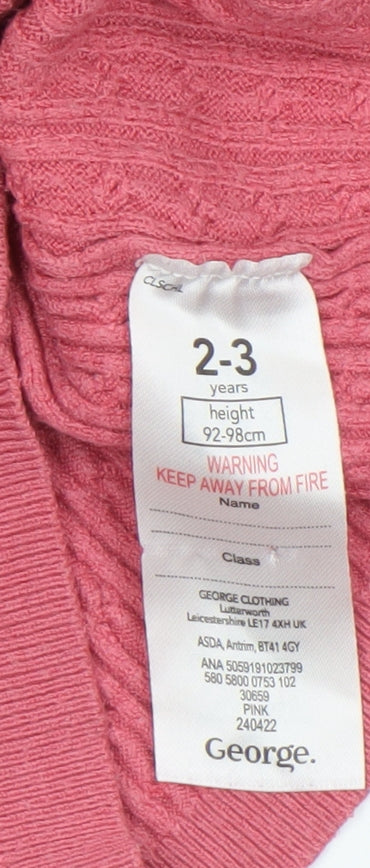 2-3
years
height
92-98cm
WARNING
KEEP AWAY FROM FIRE
Name
Class
GEORGE CLOTHING
Lutterworth
Leicestershire LE17 4XH UK
ASDA, Antrim, BT41 4GY
ANA 5059191023799
580 5800 0753 102
30659
PINK
240422
George.